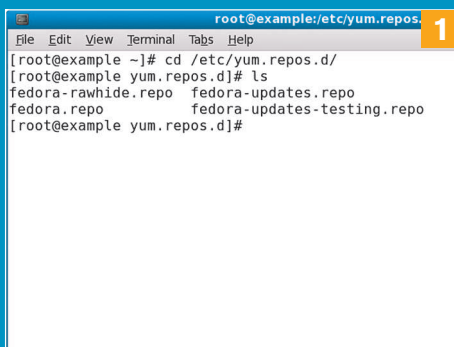 root@example:/etc/yum.repos.
1
File Edit View Terminal Tabs Help
[root@example ~]# cd /etc/yum.repos.d/
[root@example yum.repos.d]# ls
fedora-rawhide.repo  fedora-updates.repo
fedora.repo          fedora-updates-testing.repo
[root@example yum.repos.d]#